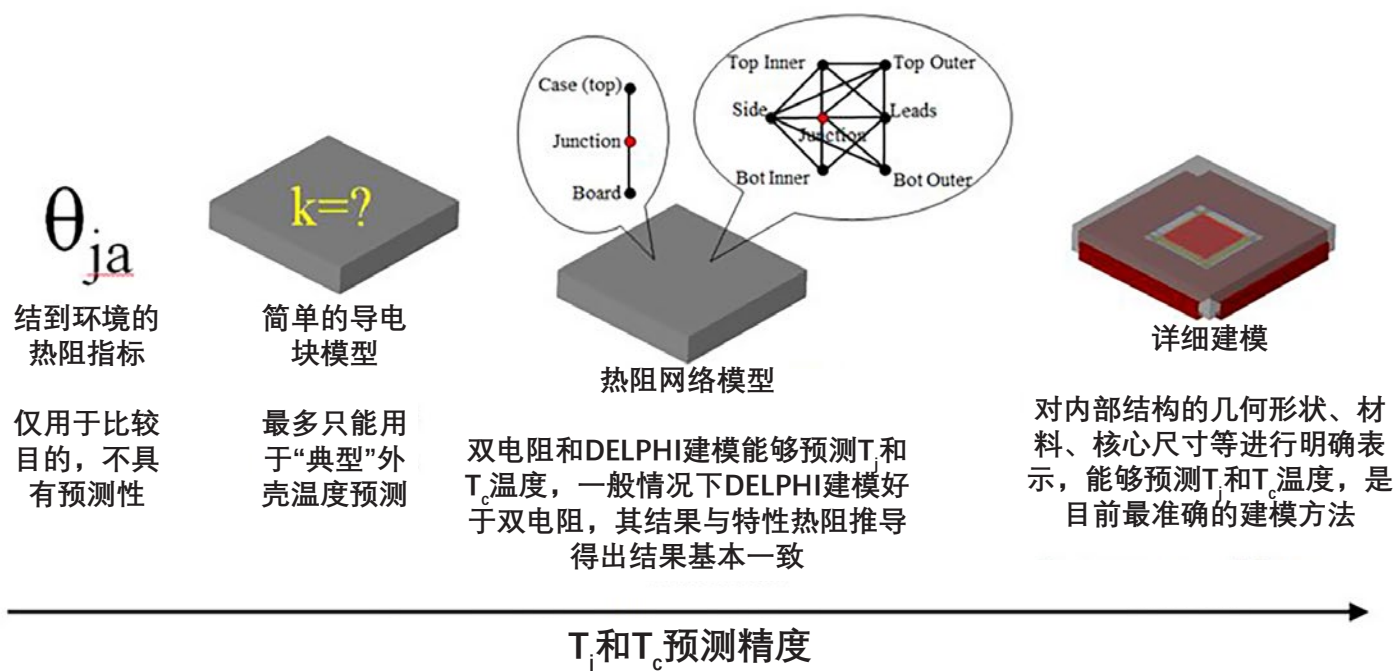 θja
结到环境的
热阻指标
仅用于比较
目的，不具
有预测性
k=?
简单的导电
块模型
最多只能用
于“典型”外
壳温度预测
Case (top)
Junction
Board
Top Inner
Top Outer
Side
Leads
Junction
Bot Inner
Bot Outer
热阻网络模型
双电阻和DELPHI建模能够预测Tj和
Tc温度，一般情况下DELPHI建模好
于双电阻，其结果与特性热阻推导
得出结果基本一致
详细建模
对内部结构的几何形状、材
料、核心尺寸等进行明确表
示，能够预测Tj和Tc温度，是
目前最准确的建模方法
Tj和Tc预测精度